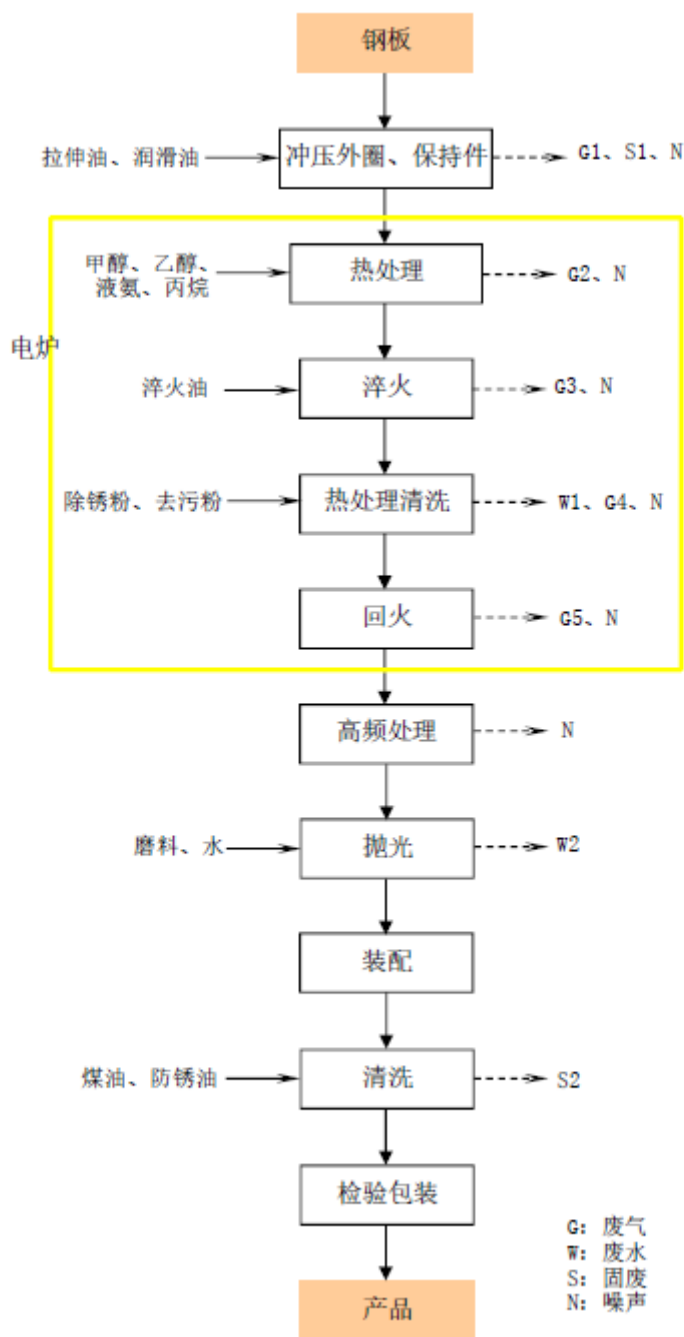 钢板
拉伸油、润滑油
冲压外圈、保持件
G1、S1、N
甲醇、乙醇、
液氨、丙烷
热处理
G2、N
电炉
淬火油
淬火
G3、N
除锈粉、去污粉
热处理清洗
W1、G4、N
回火
G5、N
高频处理
N
磨料、水
抛光
W2
装配
煤油、防锈油
清洗
S2
检验包装
G: 废气
W: 废水
S: 固废
N: 噪声
产品